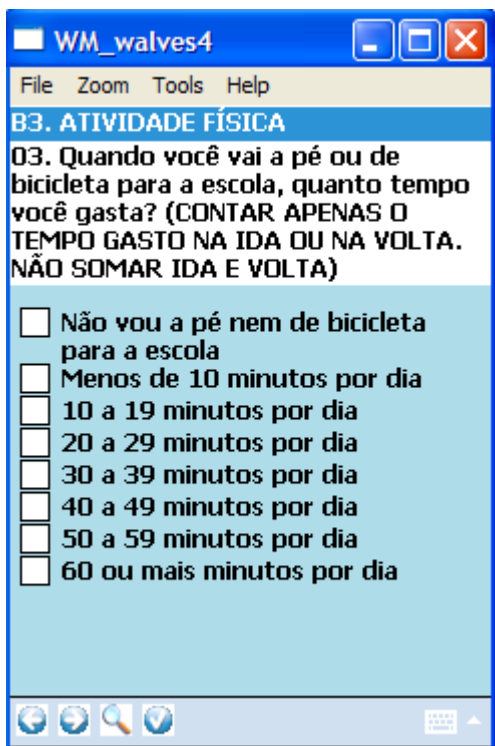 WM_walves4
File Zoom Tools Help
B3. ATIVIDADE FÍSICA
03. Quando você vai a pé ou de
bicicleta para a escola, quanto tempo
você gasta? (CONTAR APENAS O
TEMPO GASTO NA IDA OU NA VOLTA.
NÃO SOMAR IDA E VOLTA)
Não vou a pé nem de bicicleta
para a escola
Menos de 10 minutos por dia
10 a 19 minutos por dia
20 a 29 minutos por dia
30 a 39 minutos por dia
40 a 49 minutos por dia
50 a 59 minutos por dia
60 ou mais minutos por dia